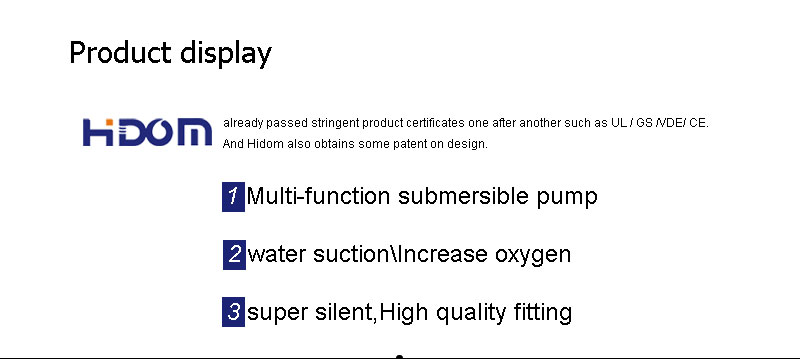 Product display
HiDOM already passed stringent product certificates one after another such as UL / GS /VDE/ CE.
And Hidom also obtains some patent on design.
1 Multi-function submersible pump
2 water suction\Increase oxygen
3 super silent,High quality fitting